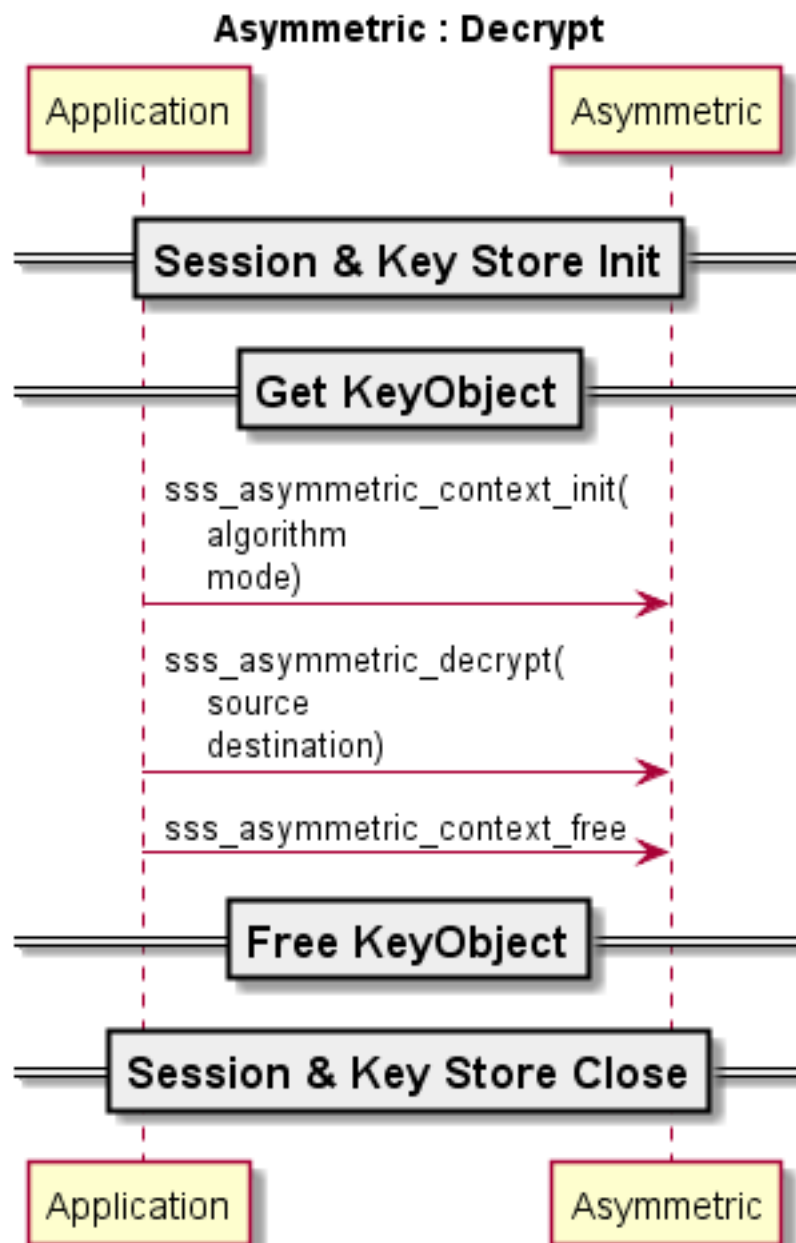 Asymmetric : Decrypt
Application
Asymmetric
Session & Key Store Init
Get KeyObject
sss_asymmetric_context_init(
algorithm
mode)
sss_asymmetric_decrypt(
source
destination)
sss_asymmetric_context_free
Free KeyObject
Session & Key Store Close
Application
Asymmetric